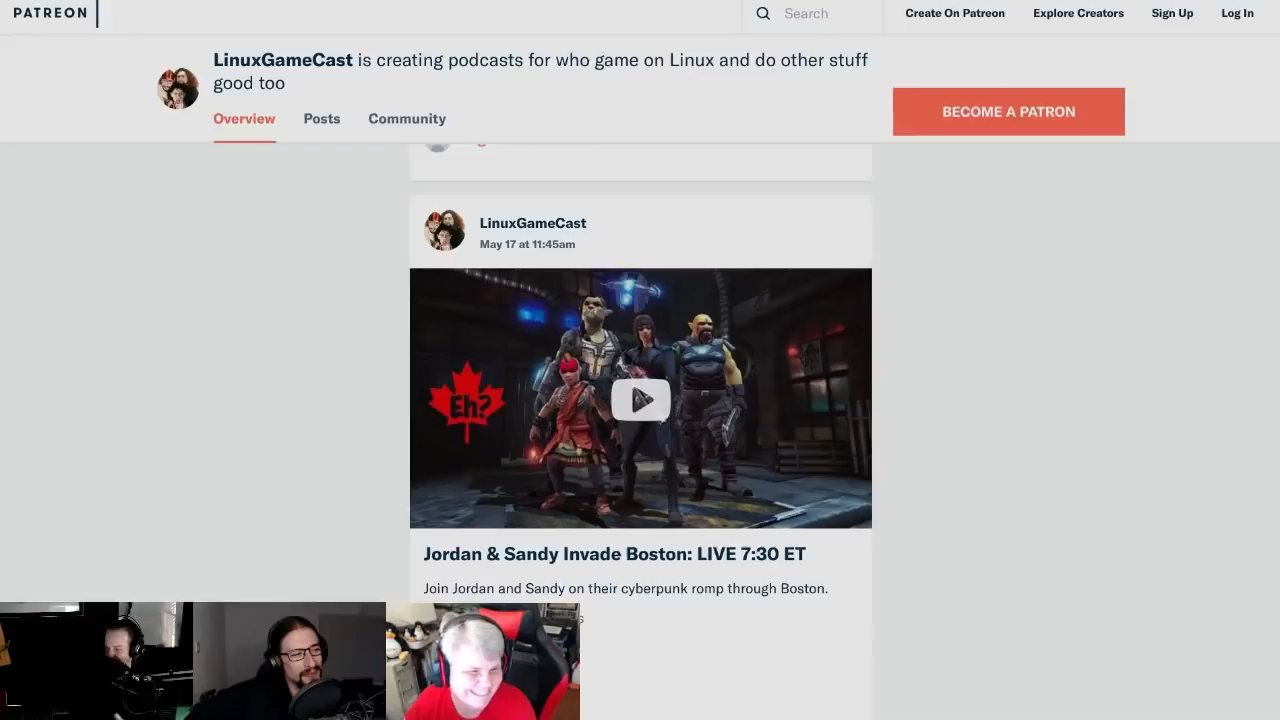 PATREON
Search
Create On Patreon
Explore Creators
Sign Up
Log In
LinuxGameCast is creating podcasts for who game on Linux and do other stuff
good too
Overview
Posts
Community
BECOME A PATRON
LinuxGameCast
May 17 at 11:45am
Eh?
Jordan & Sandy Invade Boston: LIVE 7:30 ET
Join Jordan and Sandy on their cyberpunk romp through Boston.